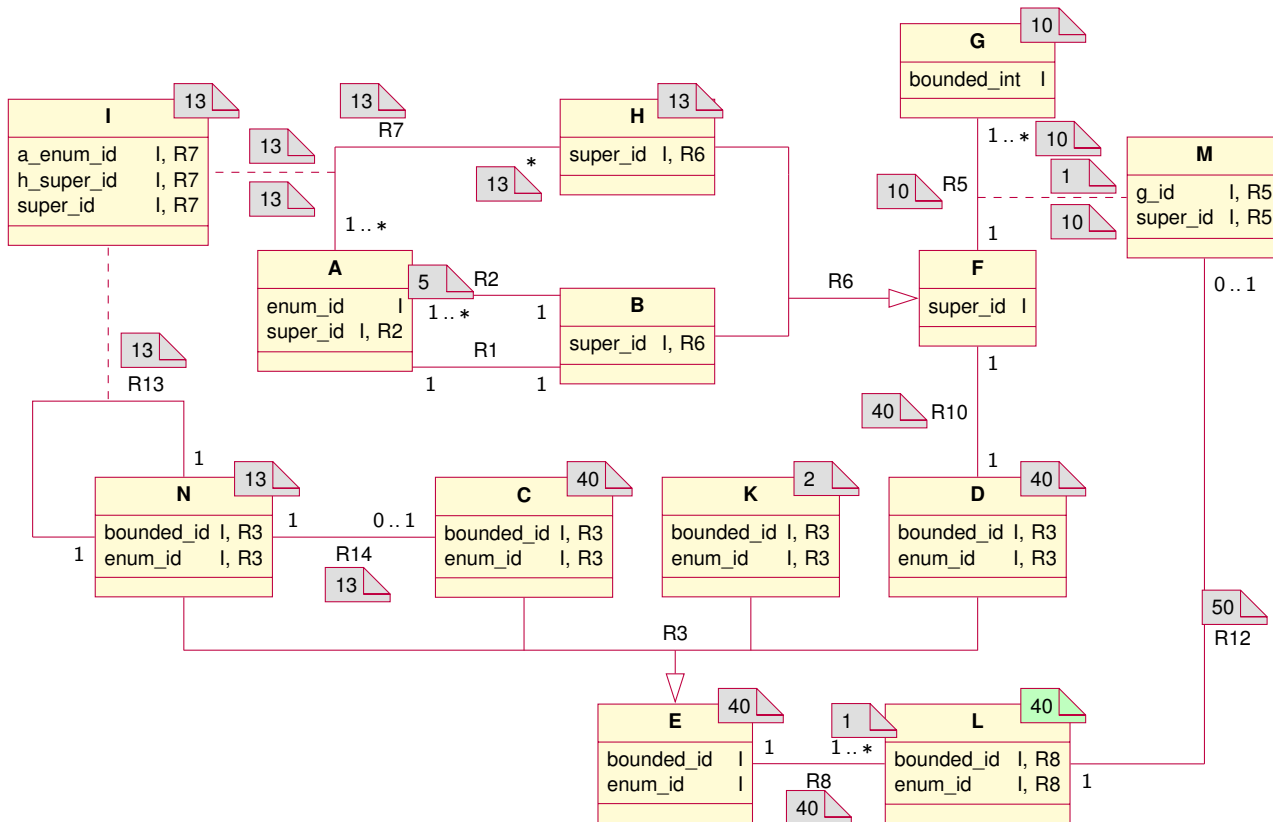 10
G
bounded_int I
13
I
a_enum_id I, R7
h_super_id I, R7
super_id I, R7
13
R7
13
13
13
H
super_id I, R6
*
13
1 .. *
1 .. *
10
R5
10
1
10
1
M
g_id I, R5
super_id I, R5
0 .. 1
A
enum_id I
super_id I, R2
5
R2
1 .. *
1
R1
1
1
B
super_id I, R6
R6
F
super_id I
1
40
R10
1
13
R13
1
1
13
N
bounded_id I, R3
enum_id I, R3
1
0 .. 1
R14
13
40
C
bounded_id I, R3
enum_id I, R3
2
K
bounded_id I, R3
enum_id I, R3
40
D
bounded_id I, R3
enum_id I, R3
R3
50
R12
40
E
bounded_id I
enum_id I
1
1
1 .. *
R8
40
40
L
bounded_id I, R8
enum_id I, R8
1